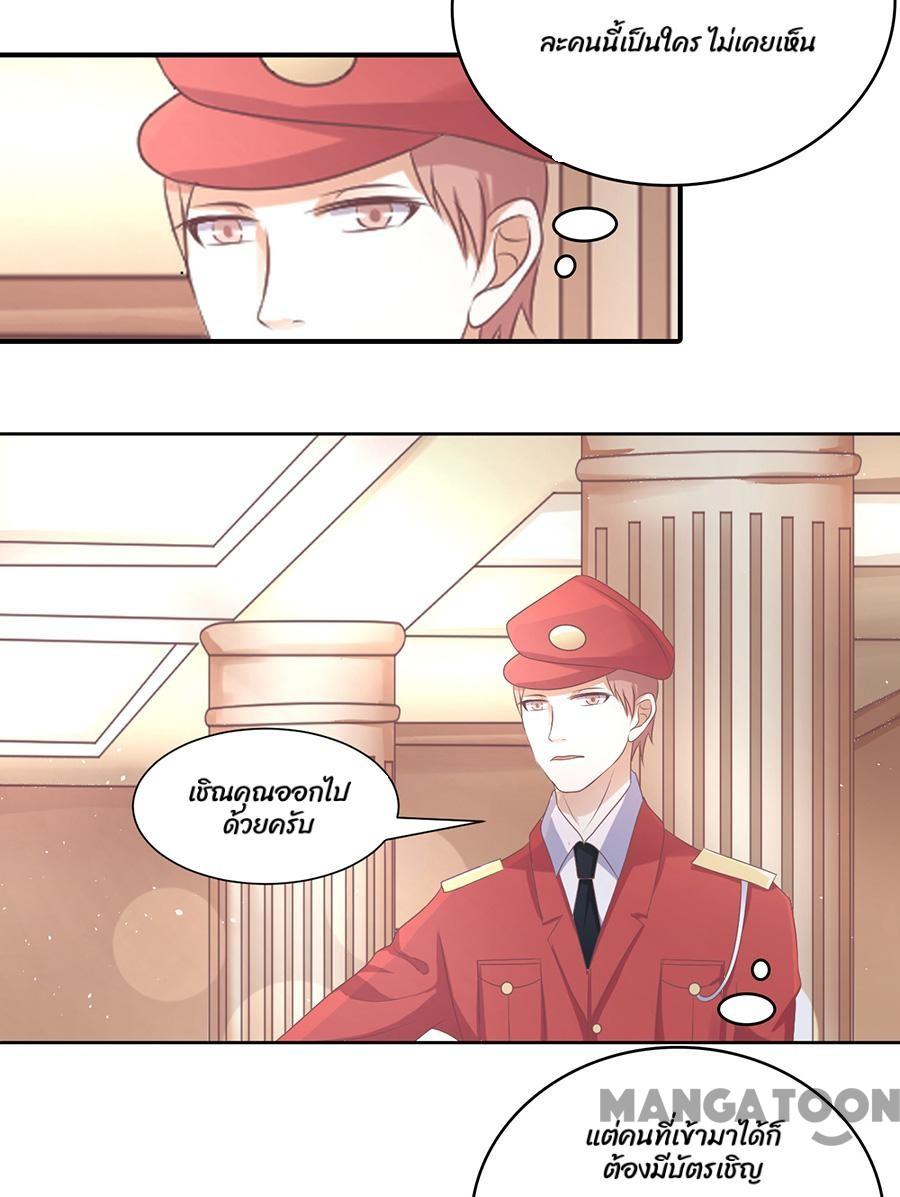 ละคนนี้เป็นใคร ไม่เคยเห็น
เชิณคุณออกไป
ด้วยครับ
MANGATOON
แต่คนที่เข้ามาได้ก็
ต้องมีบัตรเชิญ